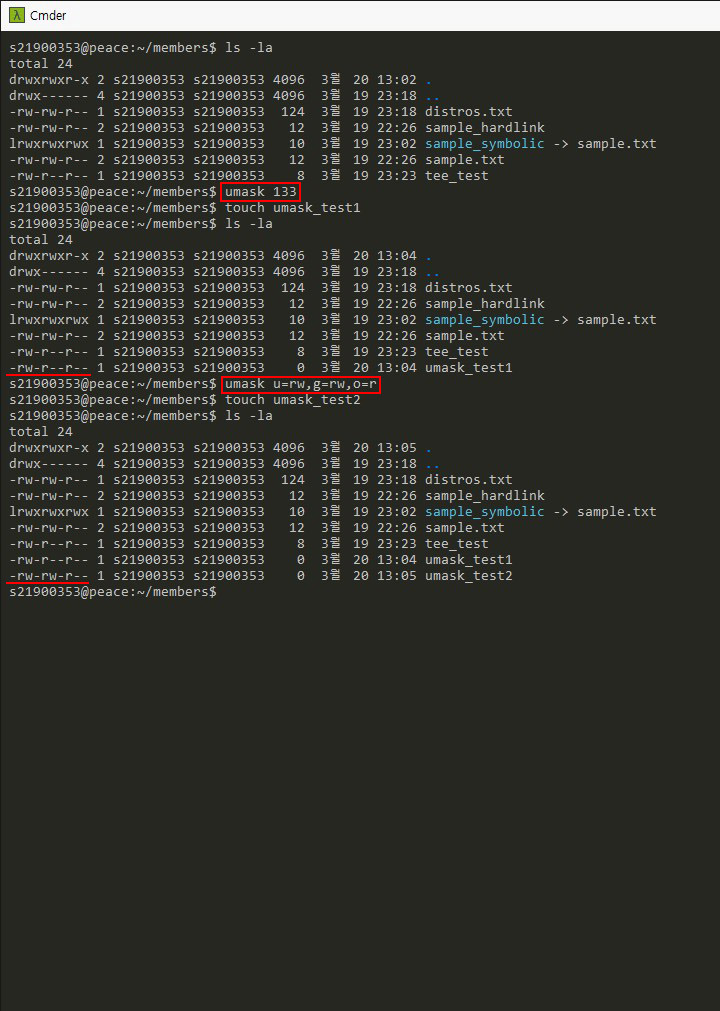 λ Cmder
s21900353@peace:~/members$ ls -la
total 24
drwxrwxr-x 2 s21900353 s21900353 4096  3월  20 13:02 .
drwx------ 4 s21900353 s21900353 4096  3월  19 23:18 ..
-rw-rw-r-- 1 s21900353 s21900353  124  3월  19 23:18 distros.txt
-rw-rw-r-- 2 s21900353 s21900353   12  3월  19 22:26 sample_hardlink
lrwxrwxrwx 1 s21900353 s21900353   10  3월  19 23:02 sample_symbolic -> sample.txt
-rw-rw-r-- 2 s21900353 s21900353   12  3월  19 22:26 sample.txt
-rw-r--r-- 1 s21900353 s21900353    8  3월  19 23:23 tee_test
s21900353@peace:~/members$ umask 133
s21900353@peace:~/members$ touch umask_test1
s21900353@peace:~/members$ ls -la
total 24
drwxrwxr-x 2 s21900353 s21900353 4096  3월  20 13:04 .
drwx------ 4 s21900353 s21900353 4096  3월  19 23:18 ..
-rw-rw-r-- 1 s21900353 s21900353  124  3월  19 23:18 distros.txt
-rw-rw-r-- 2 s21900353 s21900353   12  3월  19 22:26 sample_hardlink
lrwxrwxrwx 1 s21900353 s21900353   10  3월  19 23:02 sample_symbolic -> sample.txt
-rw-rw-r-- 2 s21900353 s21900353   12  3월  19 22:26 sample.txt
-rw-r--r-- 1 s21900353 s21900353    8  3월  19 23:23 tee_test
-rw-r--r-- 1 s21900353 s21900353    0  3월  20 13:04 umask_test1
s21900353@peace:~/members$ umask u=rw,g=rw,o=r
s21900353@peace:~/members$ touch umask_test2
s21900353@peace:~/members$ ls -la
total 24
drwxrwxr-x 2 s21900353 s21900353 4096  3월  20 13:05 .
drwx------ 4 s21900353 s21900353 4096  3월  19 23:18 ..
-rw-rw-r-- 1 s21900353 s21900353  124  3월  19 23:18 distros.txt
-rw-rw-r-- 2 s21900353 s21900353   12  3월  19 22:26 sample_hardlink
lrwxrwxrwx 1 s21900353 s21900353   10  3월  19 23:02 sample_symbolic -> sample.txt
-rw-rw-r-- 2 s21900353 s21900353   12  3월  19 22:26 sample.txt
-rw-r--r-- 1 s21900353 s21900353    8  3월  19 23:23 tee_test
-rw-r--r-- 1 s21900353 s21900353    0  3월  20 13:04 umask_test1
-rw-rw-r-- 1 s21900353 s21900353    0  3월  20 13:05 umask_test2
s21900353@peace:~/members$